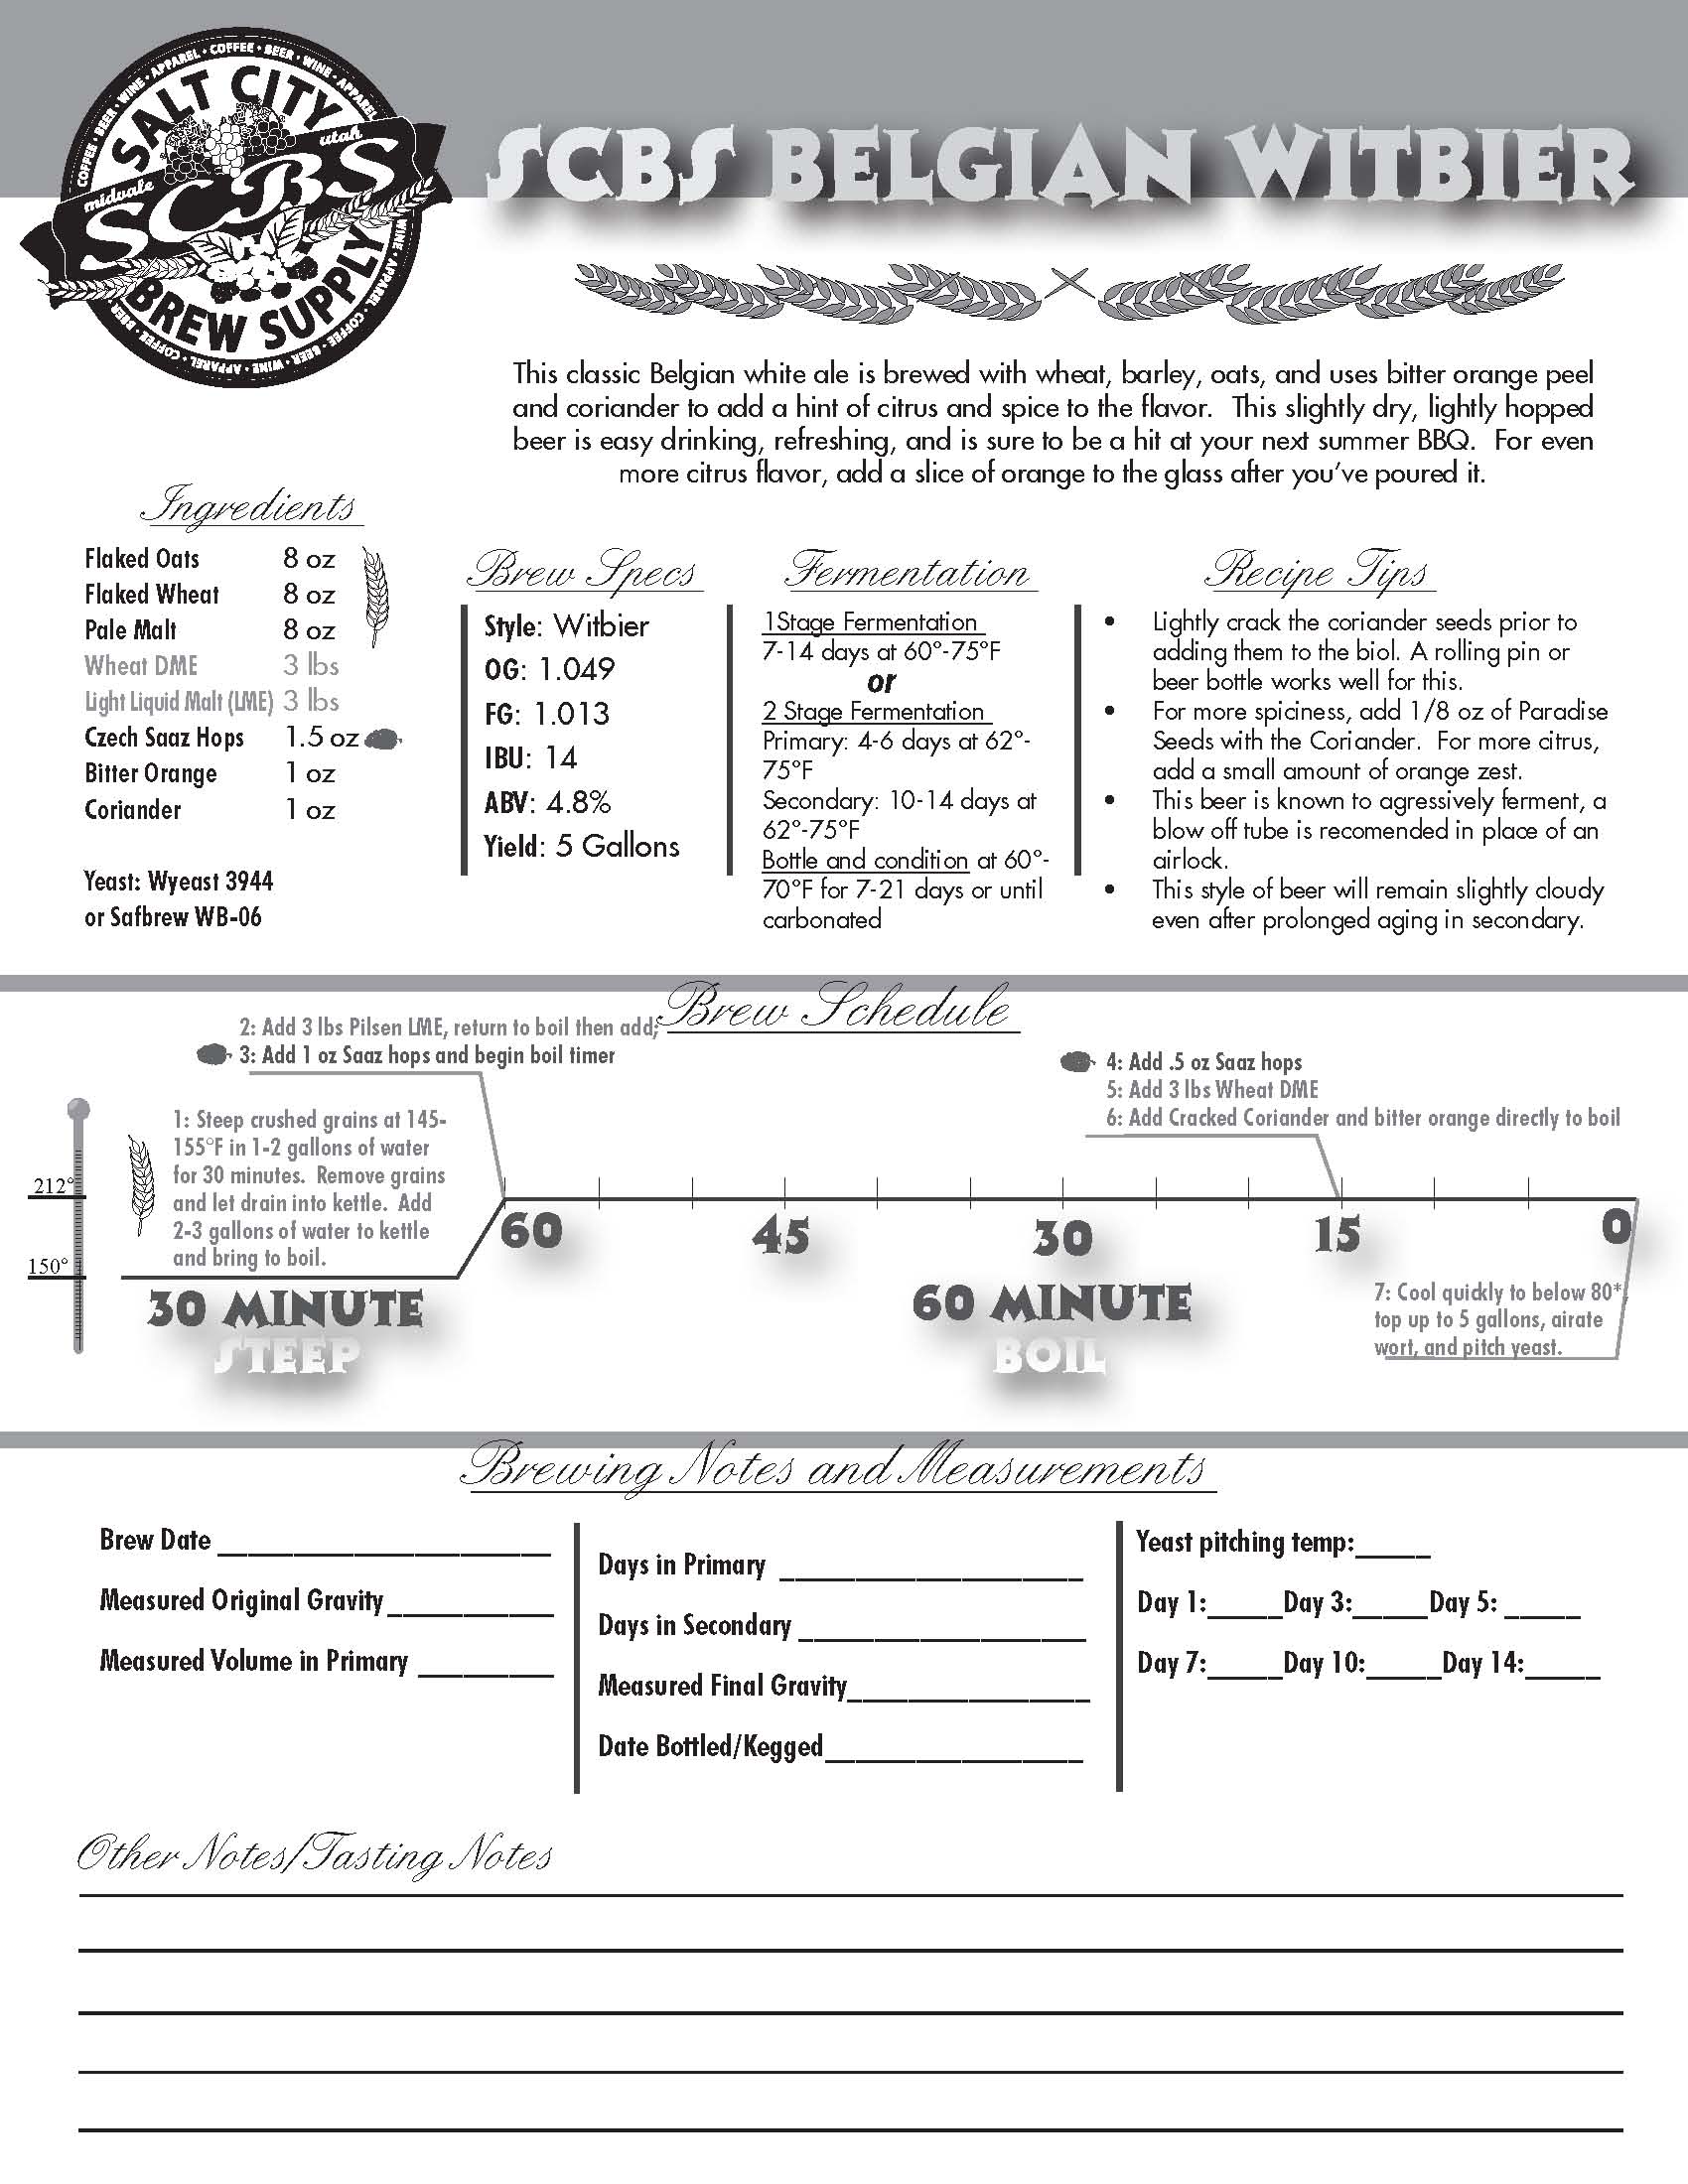 COFFEE • BEER • WINE • APPAREL • COFFEE • BEER • WINE • APPAREL
SALT CITY
midvale
utah
SCBS
BREW SUPPLY
SCBS BELGIAN WITBIER
This classic Belgian white ale is brewed with wheat, barley, oats, and uses bitter orange peel
and coriander to add a hint of citrus and spice to the flavor.  This slightly dry, lightly hopped
beer is easy drinking, refreshing, and is sure to be a hit at your next summer BBQ.  For even
more citrus flavor, add a slice of orange to the glass after you've poured it.
Ingredients
Flaked Oats 8 oz
Flaked Wheat 8 oz
Pale Malt 8 oz
Wheat DME 3 lbs
Light Liquid Malt (LME) 3 lbs
Czech Saaz Hops 1.5 oz
Bitter Orange 1 oz
Coriander 1 oz
Yeast: Wyeast 3944
or Safbrew WB-06
Brew Specs
Style: Witbier
OG: 1.049
FG: 1.013
IBU: 14
ABV: 4.8%
Yield: 5 Gallons
Fermentation
1Stage Fermentation
7-14 days at 60°-75°F
or
2 Stage Fermentation
Primary: 4-6 days at 62°-
75°F
Secondary: 10-14 days at
62°-75°F
Bottle and condition at 60°-
70°F for 7-21 days or until
carbonated
Recipe Tips
• Lightly crack the coriander seeds prior to
adding them to the biol. A rolling pin or
beer bottle works well for this.
• For more spiciness, add 1/8 oz of Paradise
Seeds with the Coriander.  For more citrus,
add a small amount of orange zest.
• This beer is known to agressively ferment, a
blow off tube is recomended in place of an
airlock.
• This style of beer will remain slightly cloudy
even after prolonged aging in secondary.
Brew Schedule
2: Add 3 lbs Pilsen LME, return to boil then add;
3: Add 1 oz Saaz hops and begin boil timer
4: Add .5 oz Saaz hops
5: Add 3 lbs Wheat DME
6: Add Cracked Coriander and bitter orange directly to boil
1: Steep crushed grains at 145-
155°F in 1-2 gallons of water
for 30 minutes.  Remove grains
and let drain into kettle.  Add
2-3 gallons of water to kettle
and bring to boil.
212°
150°
60 45 30 15 0
30 MINUTE
STEEP
60 MINUTE
BOIL
7: Cool quickly to below 80*,
top up to 5 gallons, airate
wort, and pitch yeast.
Brewing Notes and Measurements
Brew Date ______________________
Measured Original Gravity___________
Measured Volume in Primary _________
Days in Primary ____________________
Days in Secondary ___________________
Measured Final Gravity________________
Date Bottled/Kegged_________________
Yeast pitching temp:_____
Day 1:_____Day 3:_____Day 5: _____
Day 7:_____Day 10:_____Day 14:_____
Other Notes/Tasting Notes